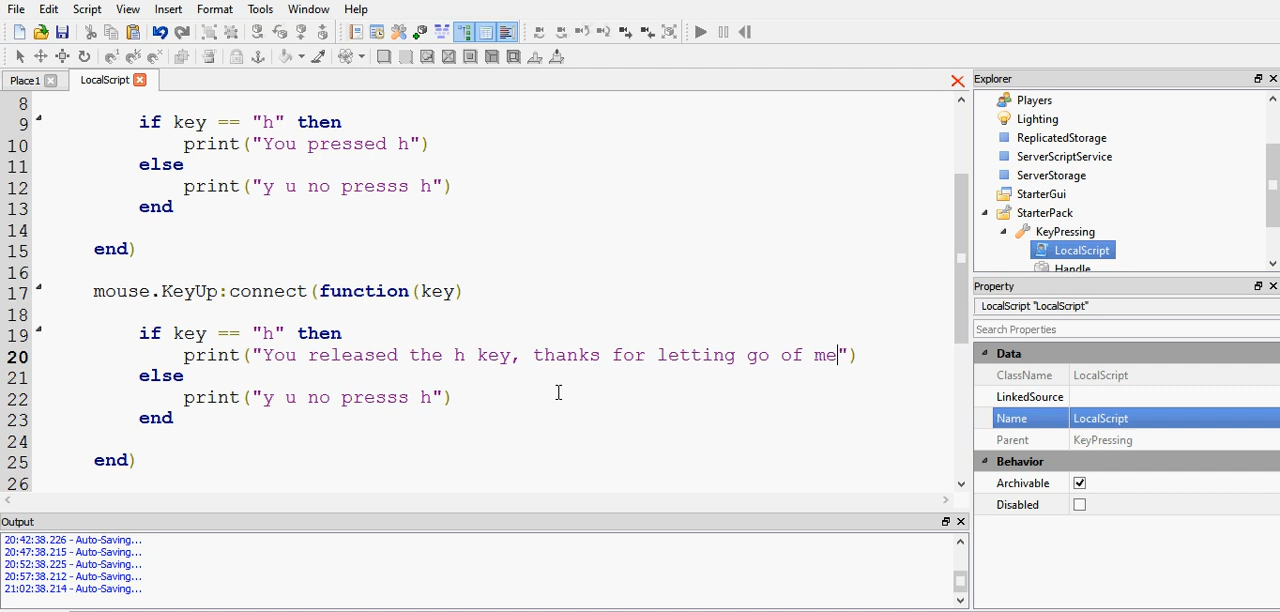 File Edit Script View Insert Format Tools Window Help
Place1 LocalScript
Explorer
Players
Lighting
ReplicatedStorage
ServerScriptService
ServerStorage
StarterGui
StarterPack
KeyPressing
LocalScript
Handle
8
9 if key == "h" then
10 print("You pressed h")
11 else
12 print("y u no presss h")
13 end
14
15 end)
16
17 mouse.KeyUp:connect(function(key)
18
19 if key == "h" then
20 print("You released the h key, thanks for letting go of me")
21 else
22 print("y u no presss h")
23 end
24
25 end)
26
Property
LocalScript "LocalScript"
Search Properties
Data
ClassName LocalScript
LinkedSource
Name LocalScript
Parent KeyPressing
Behavior
Archivable
Disabled
Output
20:42:38.226 - Auto-Saving...
20:47:38.215 - Auto-Saving...
20:52:38.225 - Auto-Saving...
20:57:38.212 - Auto-Saving...
21:02:38.214 - Auto-Saving...